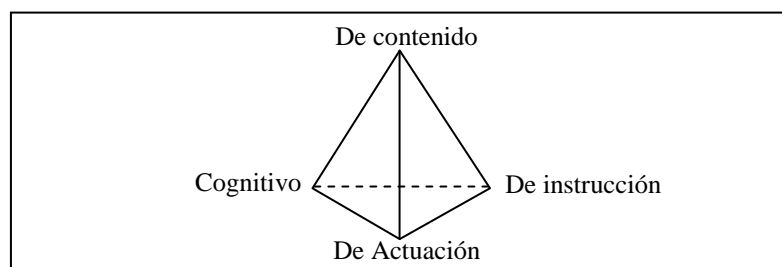 De contenido
Cognitivo
De instrucción
De Actuación